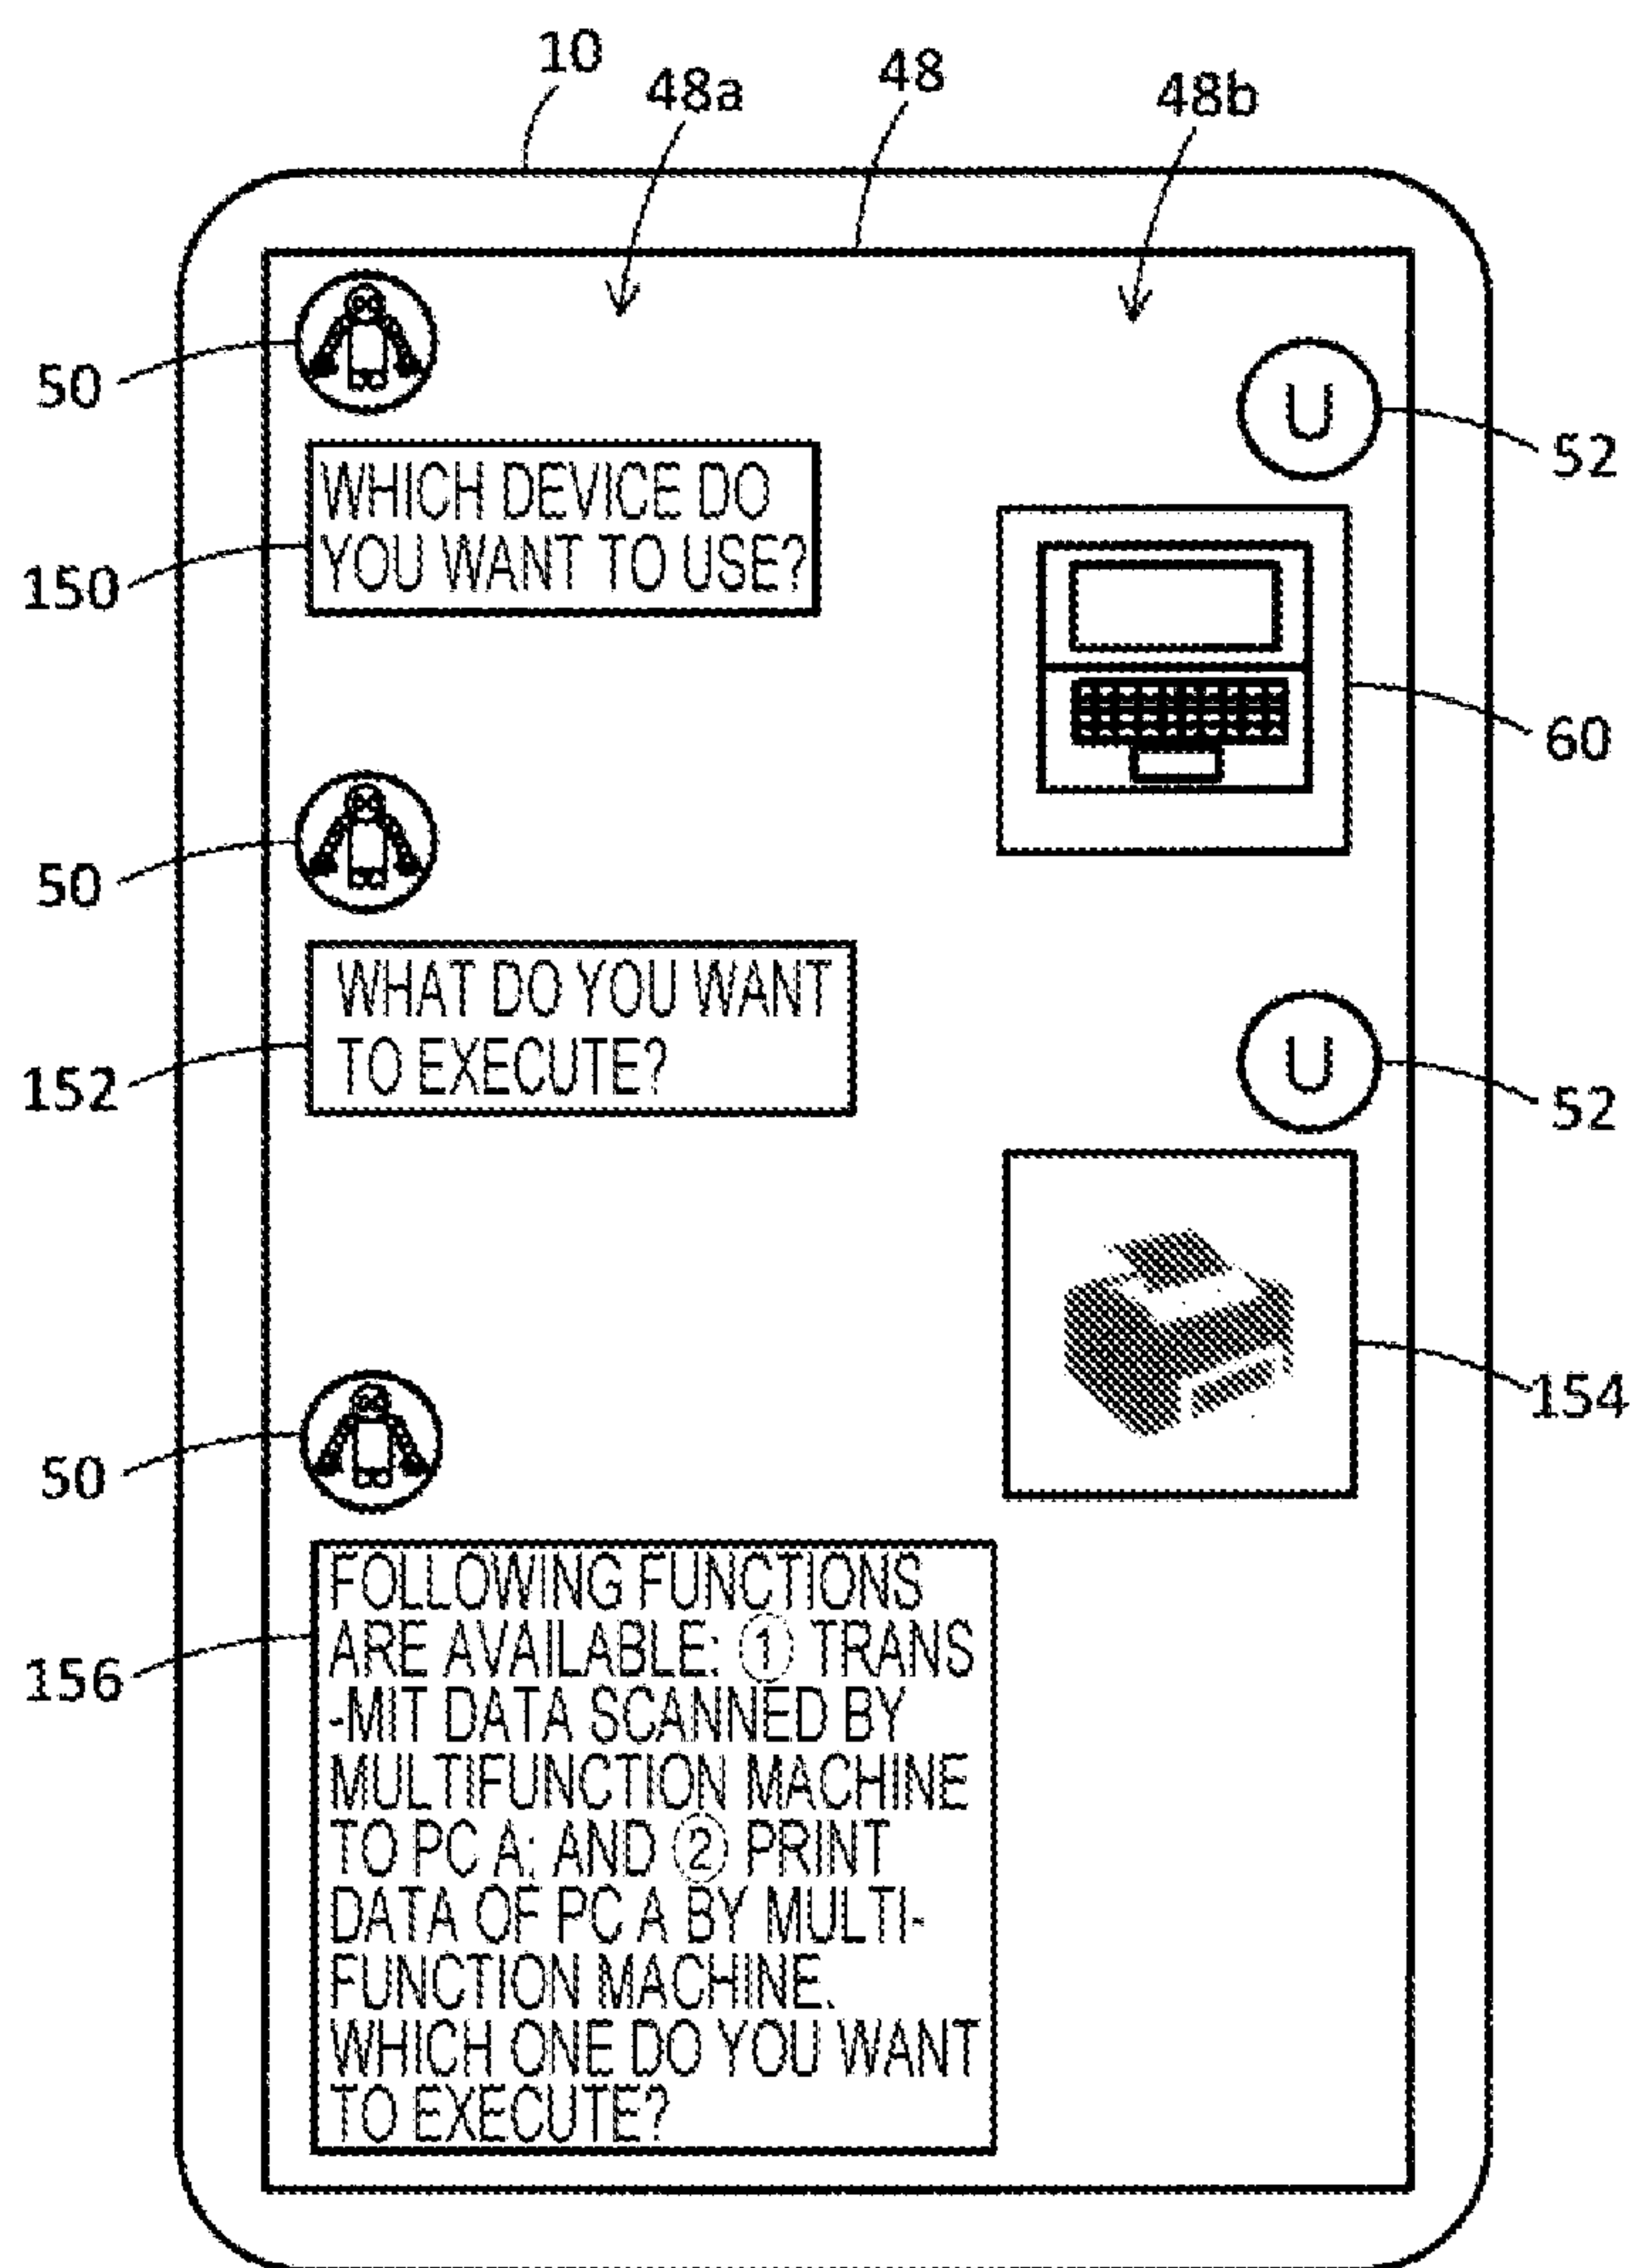 10
48a
48
48b
50
U
52
WHICH DEVICE DO
YOU WANT TO USE?
150
60
50
WHAT DO YOU WANT
TO EXECUTE?
152
U
52
154
50
FOLLOWING FUNCTIONS
ARE AVAILABLE: ① TRANS
-MIT DATA SCANNED BY
MULTIFUNCTION MACHINE
TO PC A; AND ② PRINT
DATA OF PC A BY MULTI-
FUNCTION MACHINE.
WHICH ONE DO YOU WANT
TO EXECUTE?
156